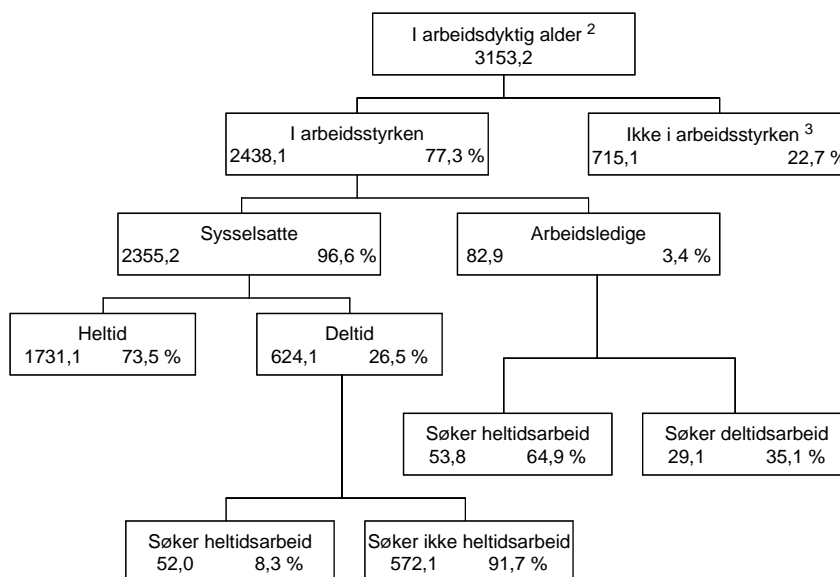 I arbeidsdyktig alder 2
3153,2
I arbeidsstyrken
2438,1 77,3 %
Ikke i arbeidsstyrken 3
715,1 22,7 %
Sysselsatte
2355,2 96,6 %
Arbeidsledige
82,9 3,4 %
Heltid
1731,1 73,5 %
Deltid
624,1 26,5 %
Søker heltidsarbeid
53,8 64,9 %
Søker deltidsarbeid
29,1 35,1 %
Søker heltidsarbeid
52,0 8,3 %
Søker ikke heltidsarbeid
572,1 91,7 %